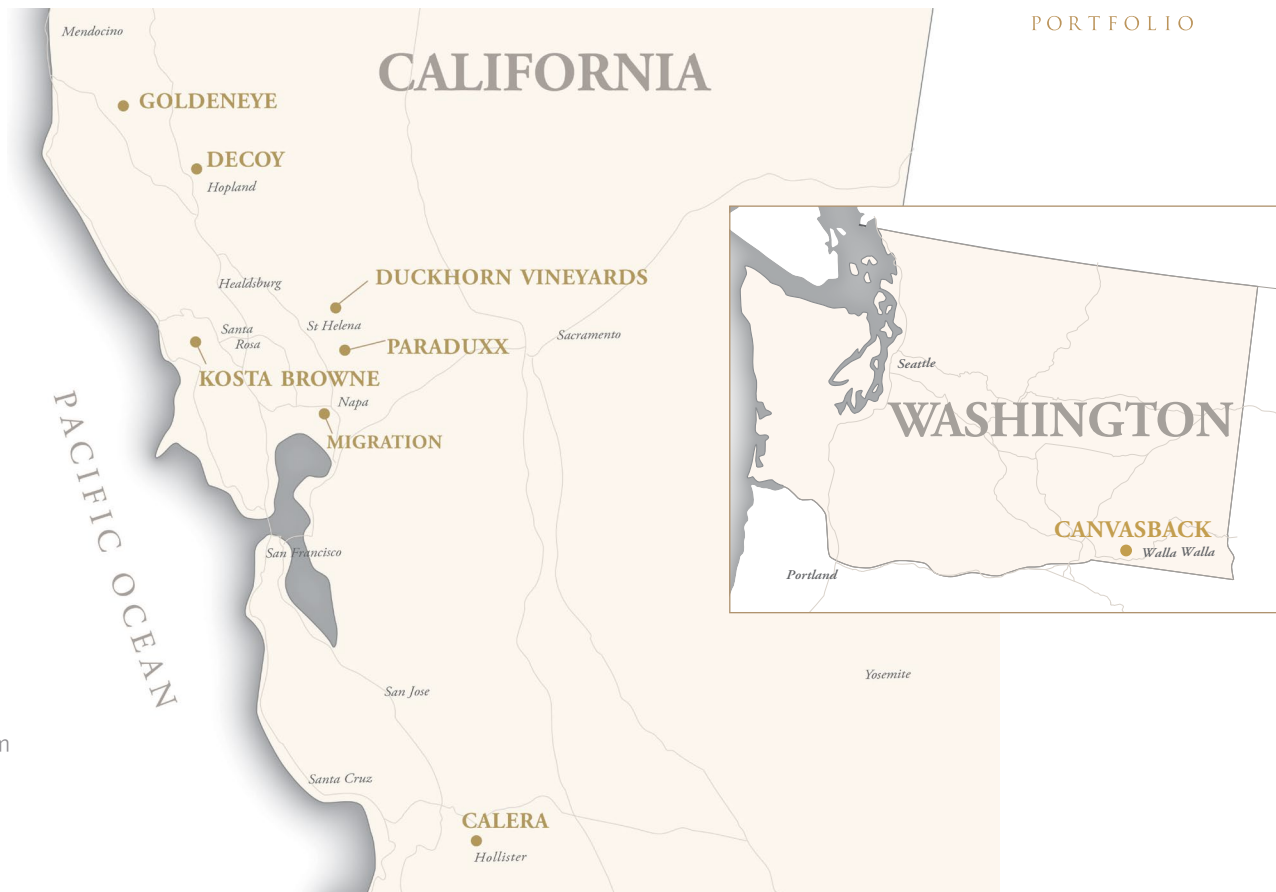 PORTFOLIO
Mendocino
CALIFORNIA
GOLDENEYE
DECOY
Hopland
DUCKHORN VINEYARDS
Healdsburg
St Helena
Santa
Rosa
Sacramento
PARADUXX
KOSTA BROWNE
Napa
MIGRATION
PACIFIC OCEAN
San Francisco
Seattle
WASHINGTON
CANVASBACK
Walla Walla
Portland
Yosemite
San Jose
Santa Cruz
CALERA
Hollister